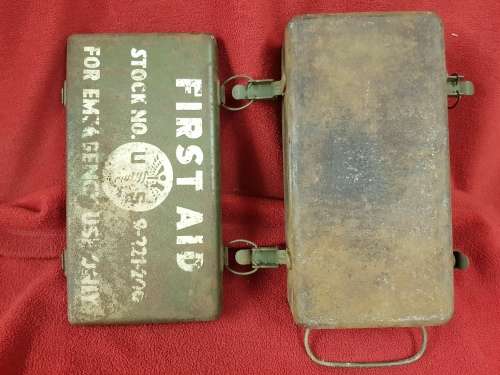 FIRST AID
STOCK NO.
U S
FOR EMERGENCY USE ONLY